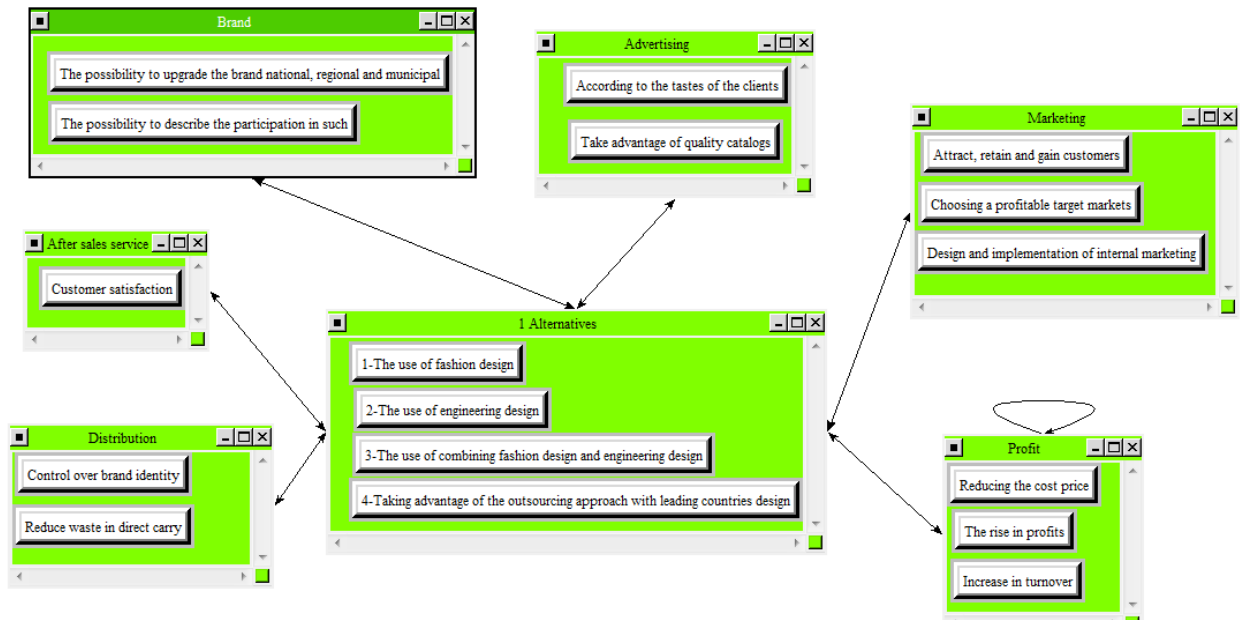 Brand
The possibility to upgrade the brand national, regional and municipal
The possibility to describe the participation in such
Advertising
According to the tastes of the clients
Take advantage of quality catalogs
Marketing
Attract, retain and gain customers
Choosing a profitable target markets
Design and implementation of internal marketing
After sales service
Customer satisfaction
1 Alternatives
1-The use of fashion design
2-The use of engineering design
3-The use of combining fashion design and engineering design
4-Taking advantage of the outsourcing approach with leading countries design
Distribution
Control over brand identity
Reduce waste in direct carry
Profit
Reducing the cost price
The rise in profits
Increase in turnover